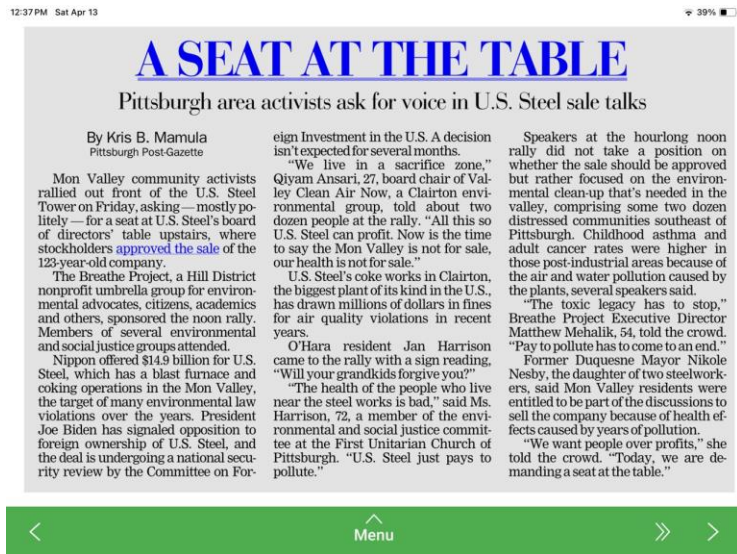 12:37 PM Sat Apr 13
39%
A SEAT AT THE TABLE
Pittsburgh area activists ask for voice in U.S. Steel sale talks
By Kris B. Mamula
Pittsburgh Post-Gazette
Mon Valley community activists
rallied out front of the U.S. Steel
Tower on Friday, asking — mostly po-
litely — for a seat at U.S. Steel’s board
of directors’ table upstairs, where
stockholders approved the sale of the
123-year-old company.
The Breathe Project, a Hill District
nonprofit umbrella group for environ-
mental advocates, citizens, academics
and others, sponsored the noon rally.
Members of several environmental
and social justice groups attended.
Nippon offered $14.9 billion for U.S.
Steel, which has a blast furnace and
coking operations in the Mon Valley,
the target of many environmental law
violations over the years. President
Joe Biden has signaled opposition to
foreign ownership of U.S. Steel, and
the deal is undergoing a national secu-
rity review by the Committee on For-
eign Investment in the U.S. A decision
isn’t expected for several months.
“We live in a sacrifice zone,”
Qiyam Ansari, 27, board chair of Val-
ley Clean Air Now, a Clairton envi-
ronmental group, told about two
dozen people at the rally. “All this so
U.S. Steel can profit. Now is the time
to say the Mon Valley is not for sale,
our health is not for sale.”
U.S. Steel’s coke works in Clairton,
the biggest plant of its kind in the U.S.,
has drawn millions of dollars in fines
for air quality violations in recent
years.
O’Hara resident Jan Harrison
came to the rally with a sign reading,
“Will your grandkids forgive you?”
“The health of the people who live
near the steel works is bad,” said Ms.
Harrison, 72, a member of the envi-
ronmental and social justice commit-
tee at the First Unitarian Church of
Pittsburgh. “U.S. Steel just pays to
pollute.”
Speakers at the hourlong noon
rally did not take a position on
whether the sale should be approved
but rather focused on the environ-
mental clean-up that’s needed in the
valley, comprising some two dozen
distressed communities southeast of
Pittsburgh. Childhood asthma and
adult cancer rates were higher in
those post-industrial areas because of
the air and water pollution caused by
the plants, several speakers said.
“The toxic legacy has to stop,”
Breathe Project Executive Director
Matthew Mehalik, 54, told the crowd.
“Pay to pollute has to come to an end.”
Former Duquesne Mayor Nikole
Nesby, the daughter of two steelwork-
ers, said Mon Valley residents were
entitled to be part of the discussions to
sell the company because of health ef-
fects caused by years of pollution.
“We want people over profits,” she
told the crowd. “Today, we are de-
manding a seat at the table.”
Menu